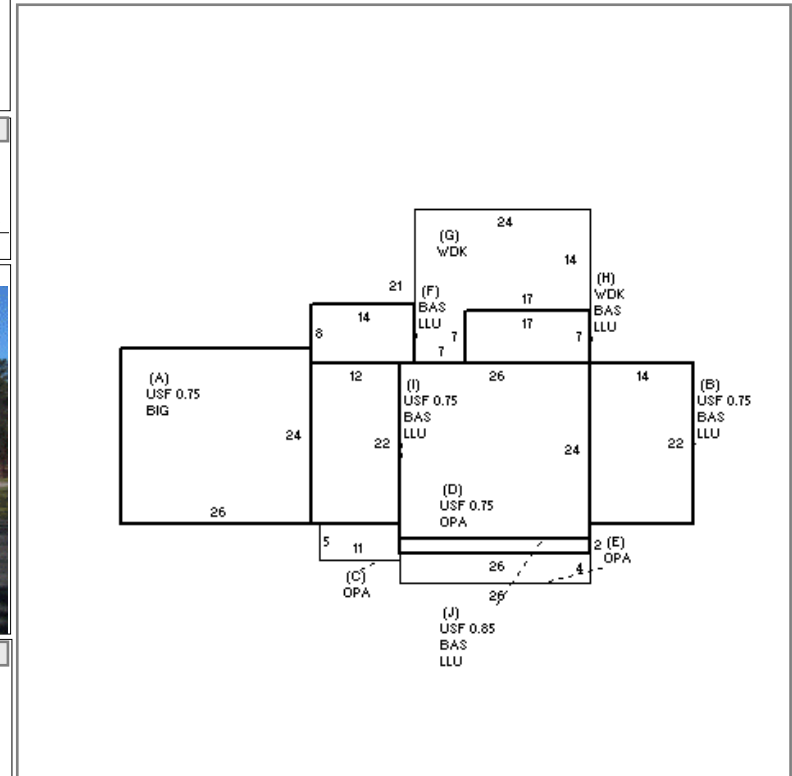 24
(G)
WDK
14
21
(F)
BAS
LLU
(H)
WDK
BAS
LLU
17
14
17
8
7
7
7
(A)
USF 0.75
BIG
12
(I)
USF 0.75
BAS
LLU
26
14
(B)
USF 0.75
BAS
LLU
24
22
24
22
(D)
USF 0.75
OPA
26
5
11
2
(E)
OPA
(C)
OPA
26
4
26
(J)
USF 0.85
BAS
LLU